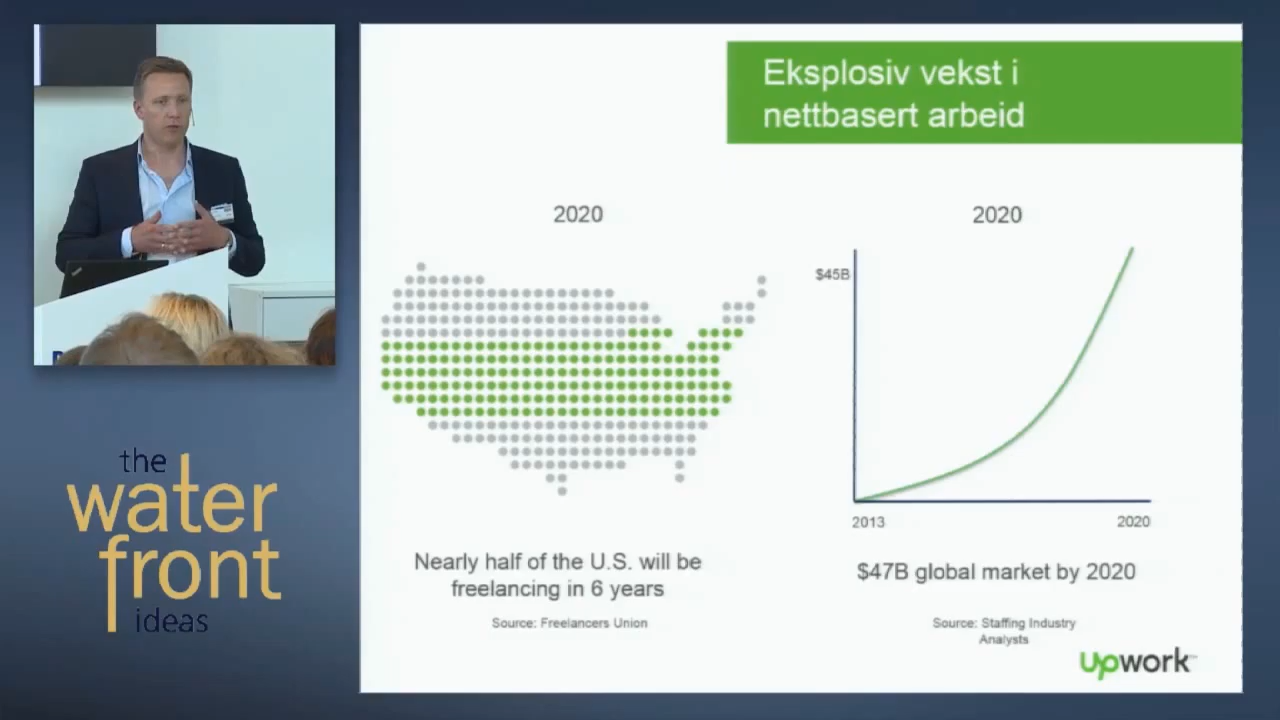 Eksplosiv vekst i
nettbasert arbeid
2020
Nearly half of the U.S. will be
freelancing in 6 years
Source: Freelancers Union
2020
$45B
2013
2020
$47B global market by 2020
Source: Staffing Industry
Analysts
Upwork
the
water
front
ideas